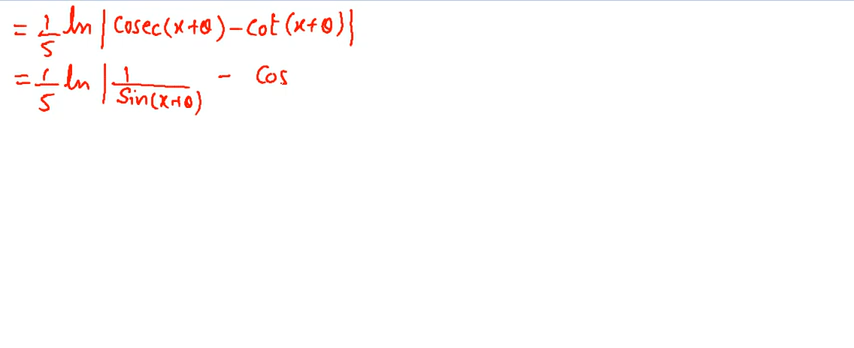 = 1/5 ln | Cosec(x+θ) - Cot(x+θ) |
= 1/5 ln | 1/Sin(x+θ) - Cos